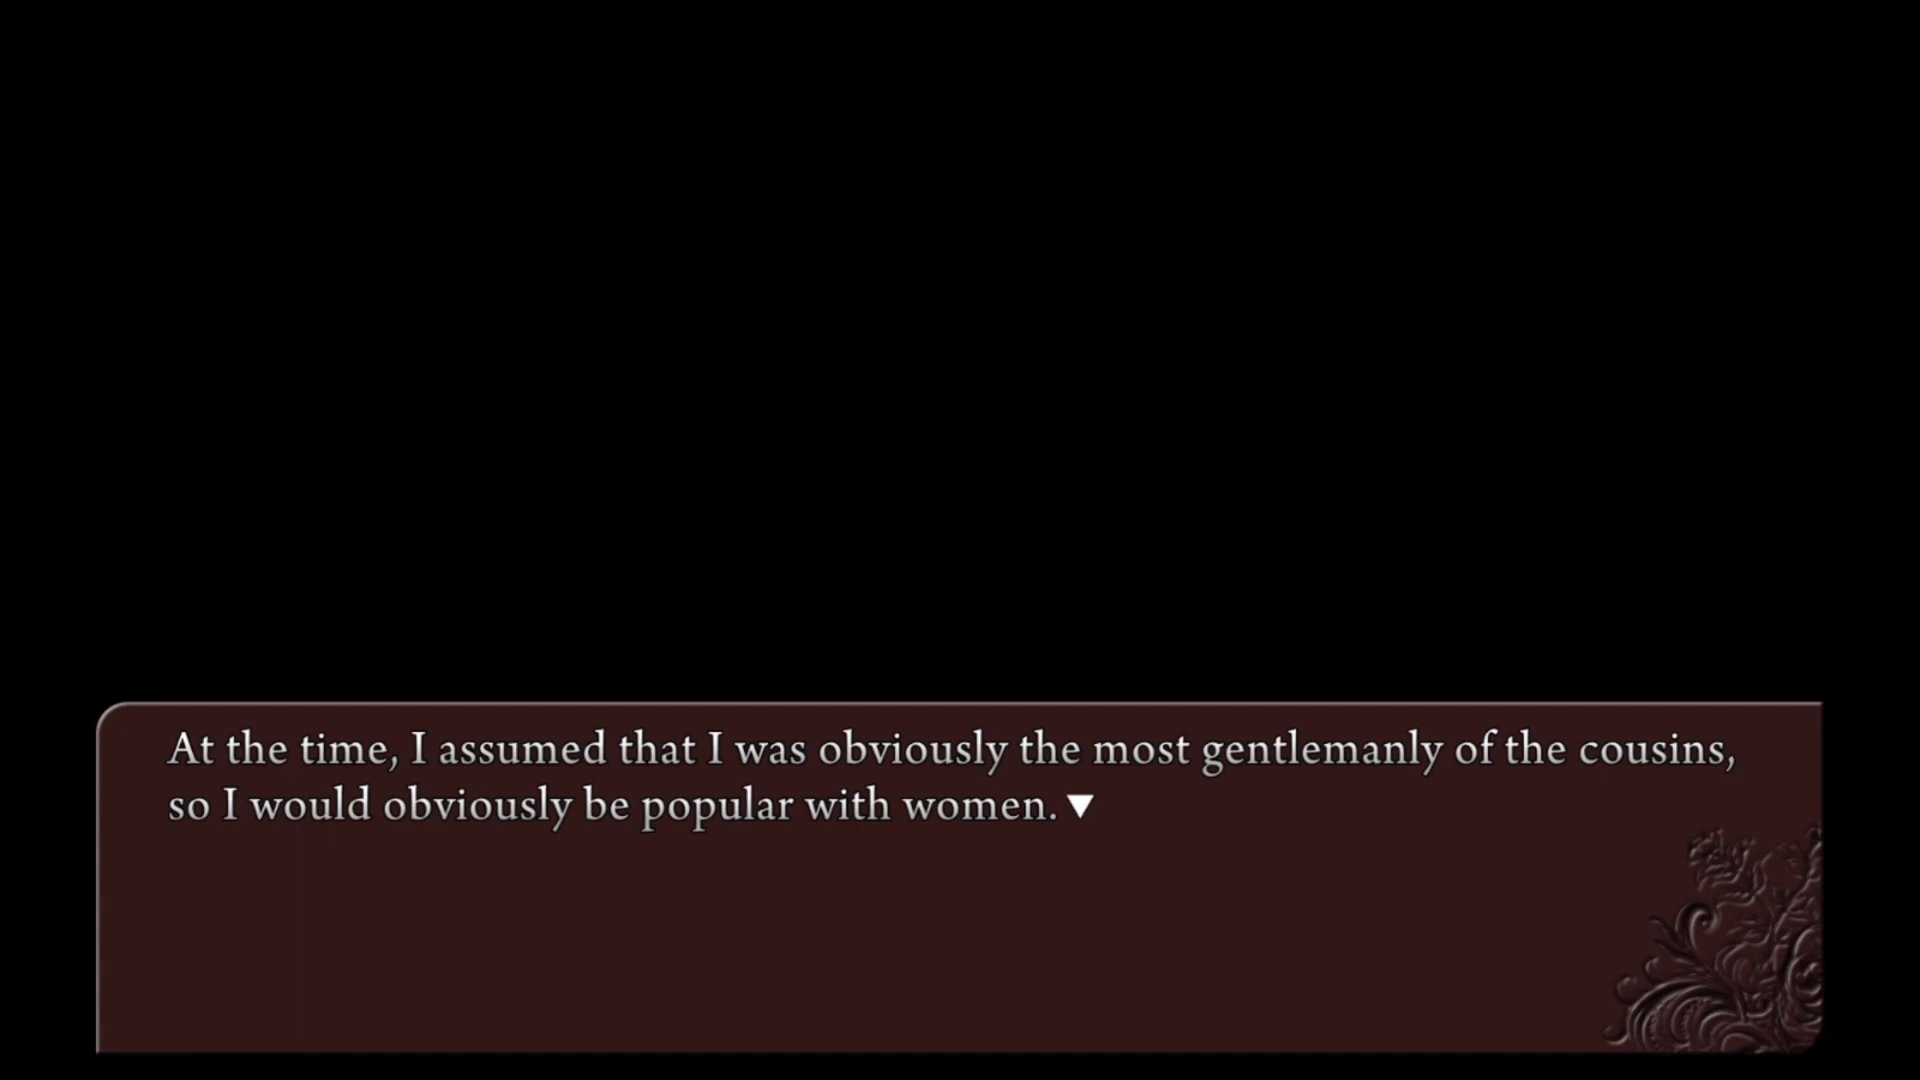 At the time, I assumed that I was obviously the most gentlemanly of the cousins,
so I would obviously be popular with women.